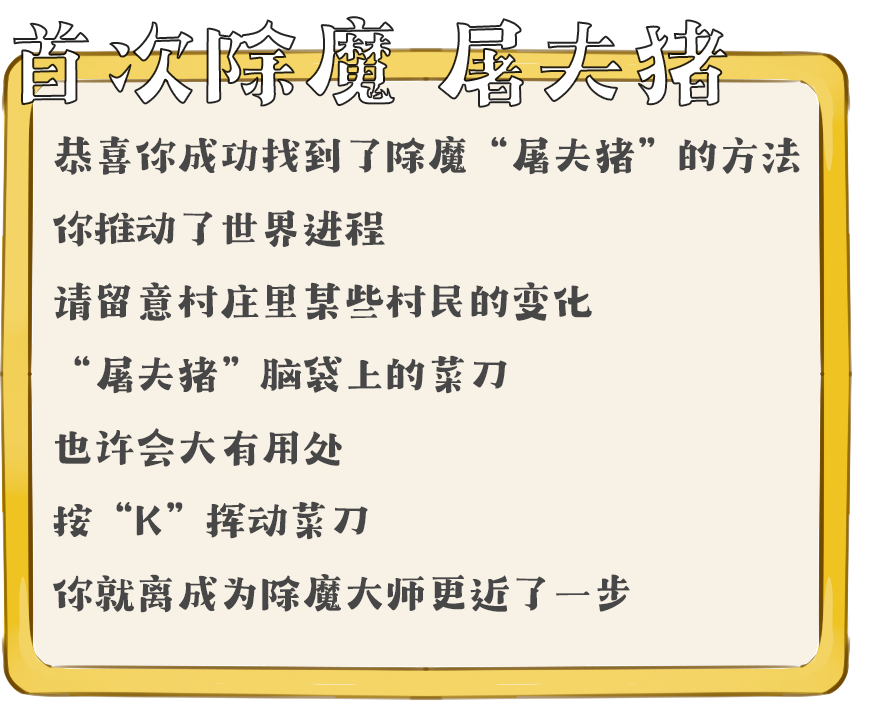 首次除魔 屠夫猪
恭喜你成功找到了除魔“屠夫猪”的方法
你推动了世界进程
请留意村庄里某些村民的变化
“屠夫猪”脑袋上的菜刀
也许会大有用处
按“K”挥动菜刀
你就离成为除魔大师更近了一步